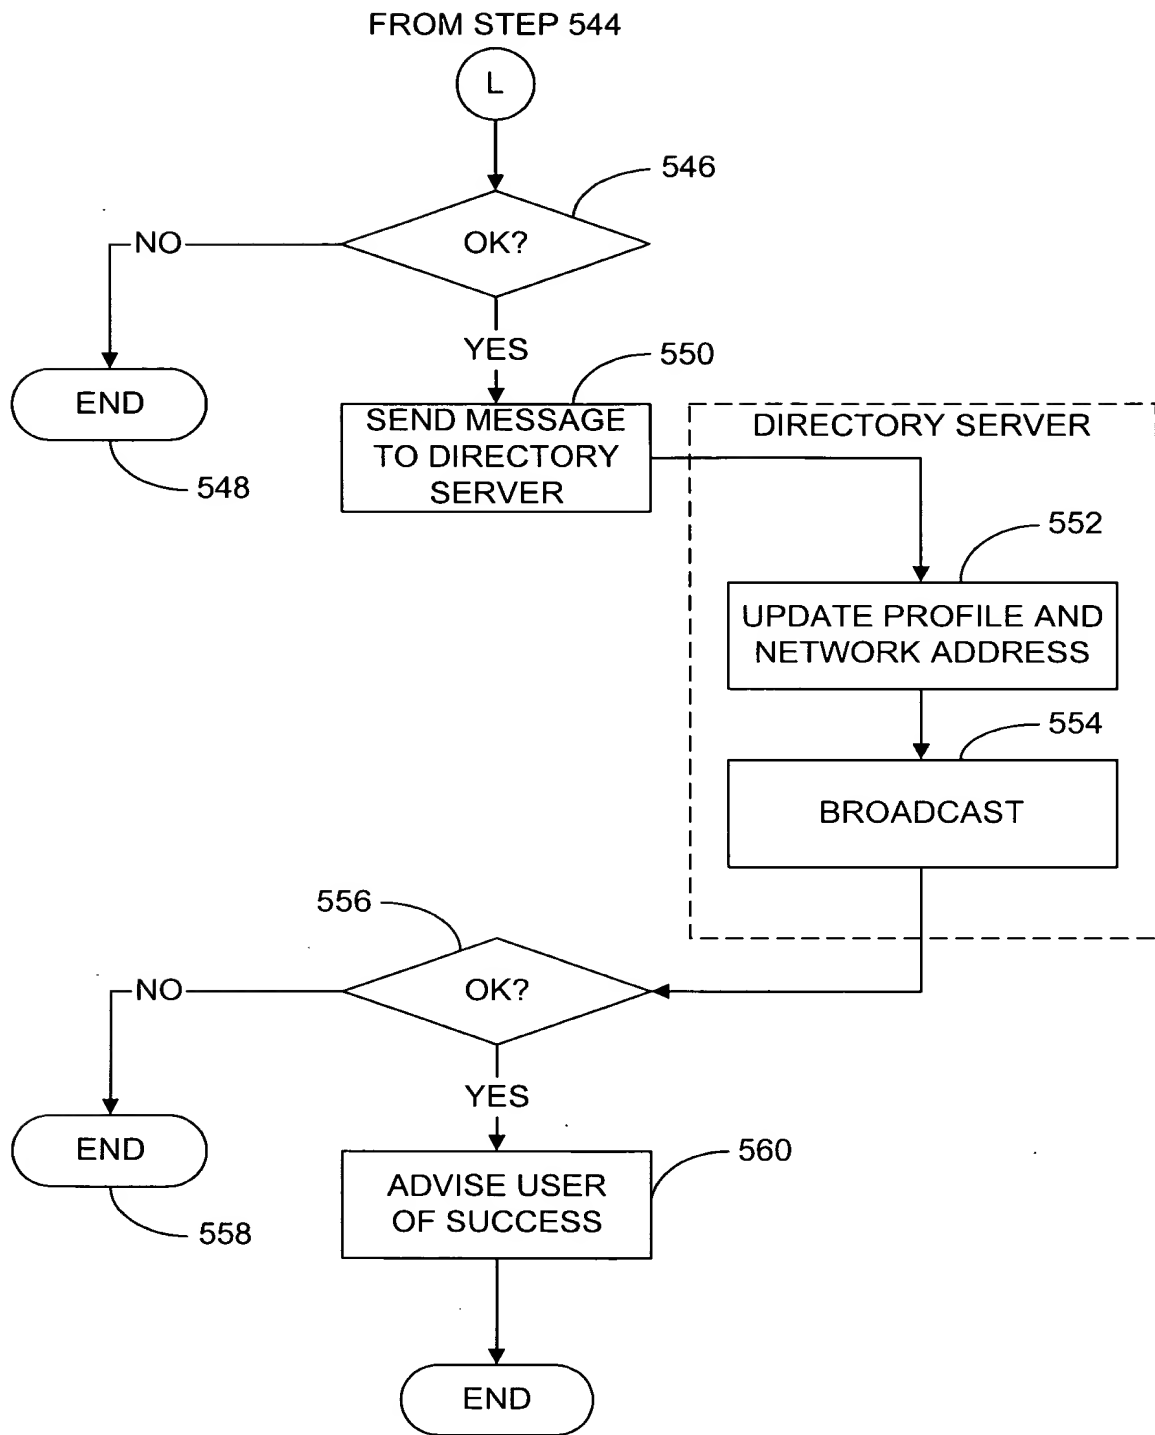 FROM STEP 544
L
546
OK?
NO
YES
550
END
548
SEND MESSAGE
TO DIRECTORY
SERVER
DIRECTORY SERVER
552
UPDATE PROFILE AND
NETWORK ADDRESS
554
BROADCAST
556
OK?
NO
YES
END
558
560
ADVISE USER
OF SUCCESS
END